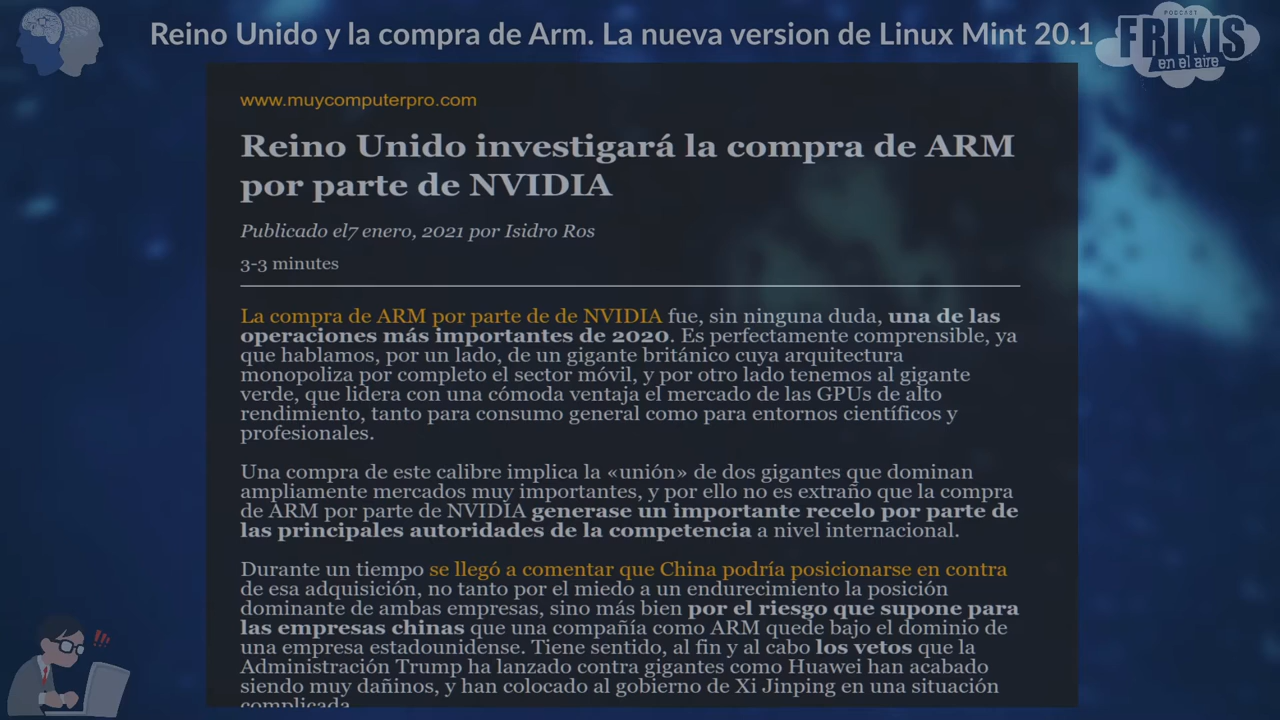 Reino Unido y la compra de Arm. La nueva version de Linux Mint 20.1
PODCAST
FRIKIS
en el aire
www.muycomputerpro.com
Reino Unido investigará la compra de ARM
por parte de NVIDIA
Publicado el7 enero, 2021 por Isidro Ros
3-3 minutes
La compra de ARM por parte de de NVIDIA fue, sin ninguna duda, una de las
operaciones más importantes de 2020. Es perfectamente comprensible, ya
que hablamos, por un lado, de un gigante británico cuya arquitectura
monopoliza por completo el sector móvil, y por otro lado tenemos al gigante
verde, que lidera con una cómoda ventaja el mercado de las GPUs de alto
rendimiento, tanto para consumo general como para entornos científicos y
profesionales.
Una compra de este calibre implica la «unión» de dos gigantes que dominan
ampliamente mercados muy importantes, y por ello no es extraño que la compra
de ARM por parte de NVIDIA generase un importante recelo por parte de
las principales autoridades de la competencia a nivel internacional.
Durante un tiempo se llegó a comentar que China podría posicionarse en contra
de esa adquisición, no tanto por el miedo a un endurecimiento la posición
dominante de ambas empresas, sino más bien por el riesgo que supone para
las empresas chinas que una compañía como ARM quede bajo el dominio de
una empresa estadounidense. Tiene sentido, al fin y al cabo los vetos que la
Administración Trump ha lanzado contra gigantes como Huawei han acabado
siendo muy dañinos, y han colocado al gobierno de Xi Jinping en una situación
complicada.
!!!